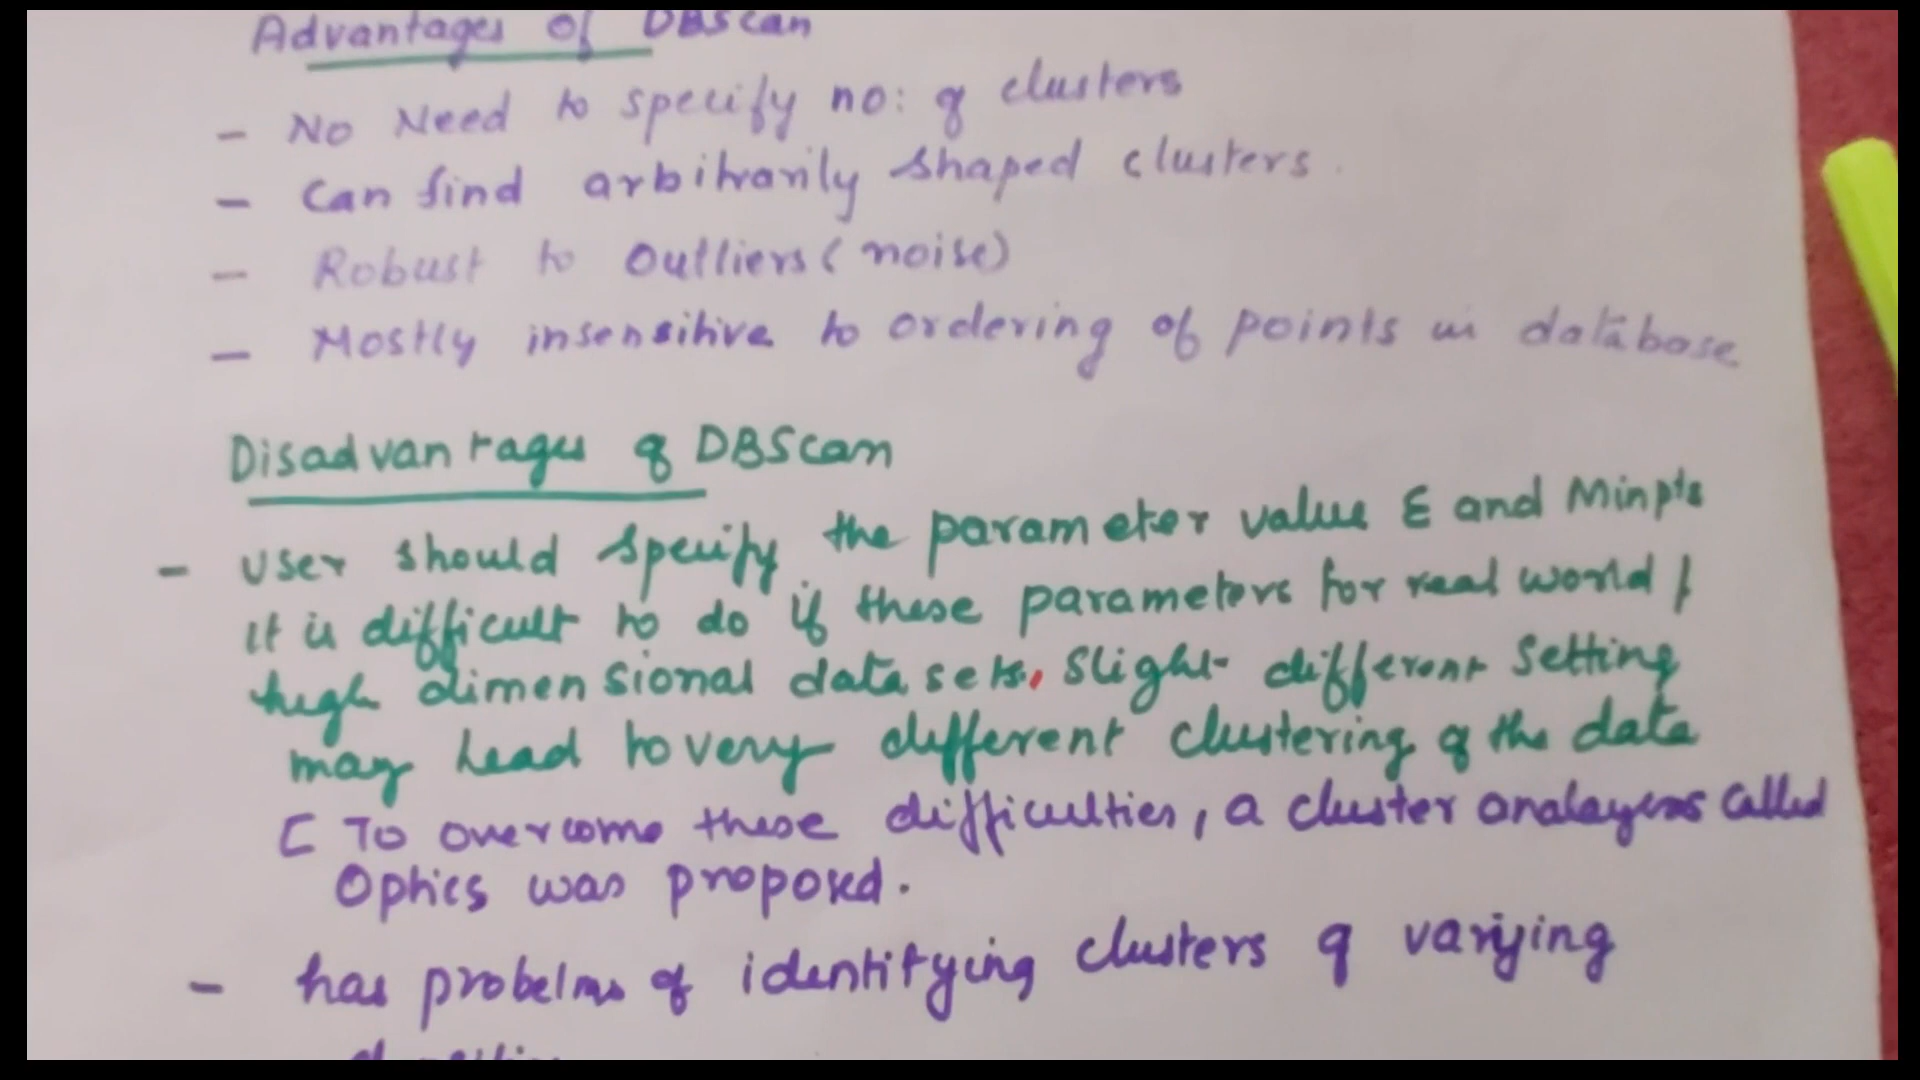 Advantages of DBScan
- No Need to specify no: of clusters
- Can find arbitrarily shaped clusters.
- Robust to outliers (noise)
- Mostly insensitive to ordering of points in database
Disadvantages of DBScan
- User should specify the parameter value ε and Minpts
It is difficult to do if these parameters for real world /
high dimensional data sets. Slight different setting
may lead to very different clustering of the data
[ To overcome these difficulties, a cluster analayens called
Optics was proposed.
- has probelms of identifying clusters of varying
densities